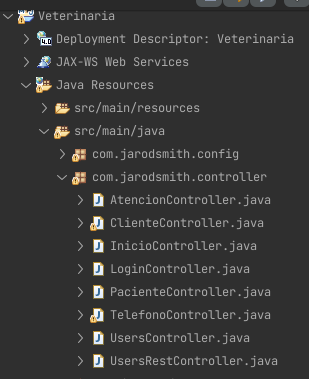 Veterinaria
Deployment Descriptor: Veterinaria
JAX-WS Web Services
Java Resources
src/main/resources
src/main/java
com.jarodsmith.config
com.jarodsmith.controller
AtencionController.java
ClienteController.java
InicioController.java
LoginController.java
PacienteController.java
TelefonoController.java
UsersController.java
UsersRestController.java